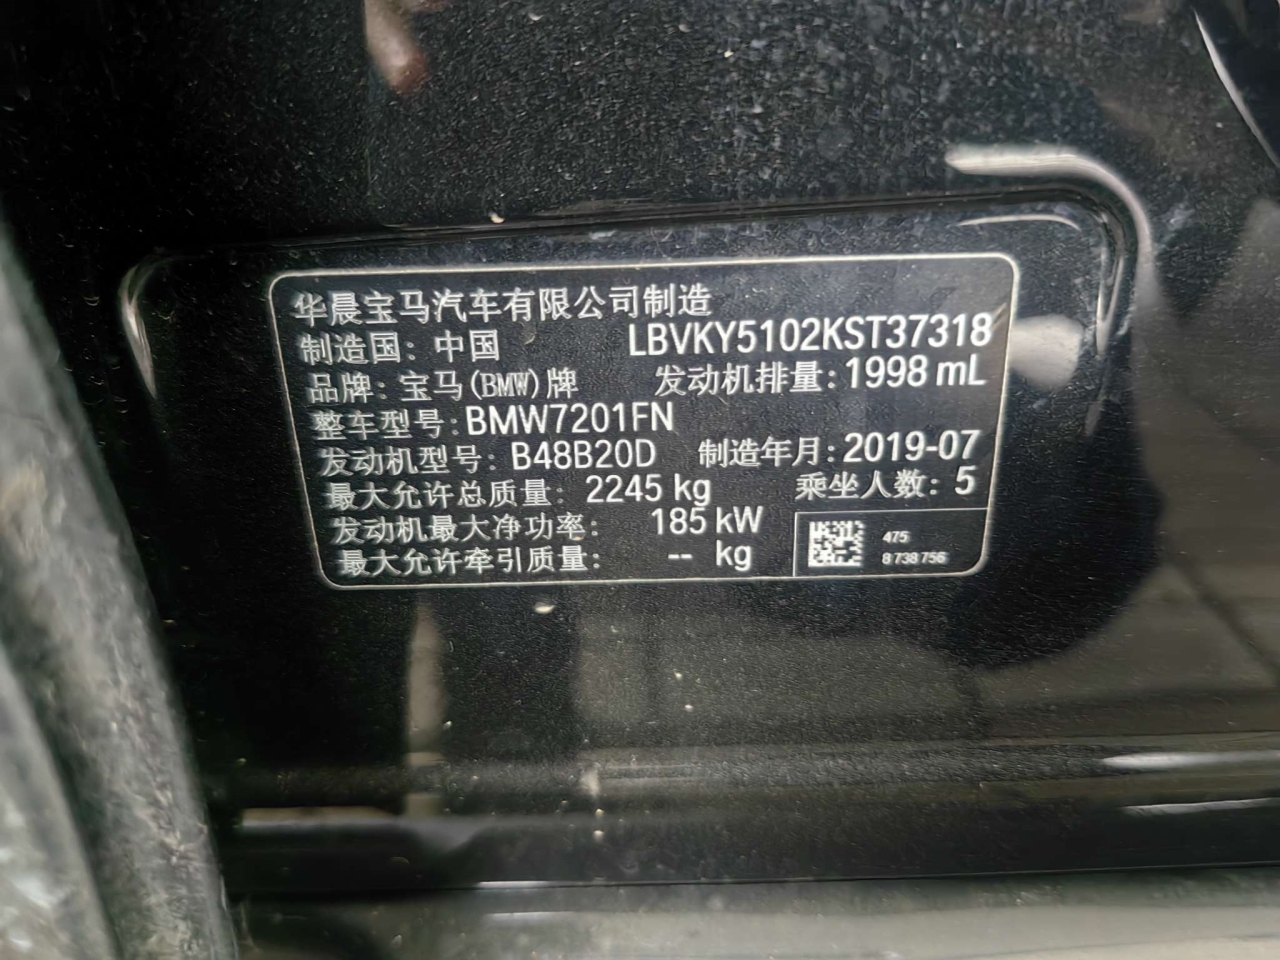 华晨宝马汽车有限公司制造
制造国: 中国 LBVKY5102KST37318
品牌: 宝马(BMW)牌 发动机排量: 1998 mL
整车型号: BMW7201FN
发动机型号: B48B20D 制造年月: 2019-07
最大允许总质量: 2245 kg 乘坐人数: 5
发动机最大净功率: 185 kW
最大允许牵引质量: -- kg
475
8 738 756